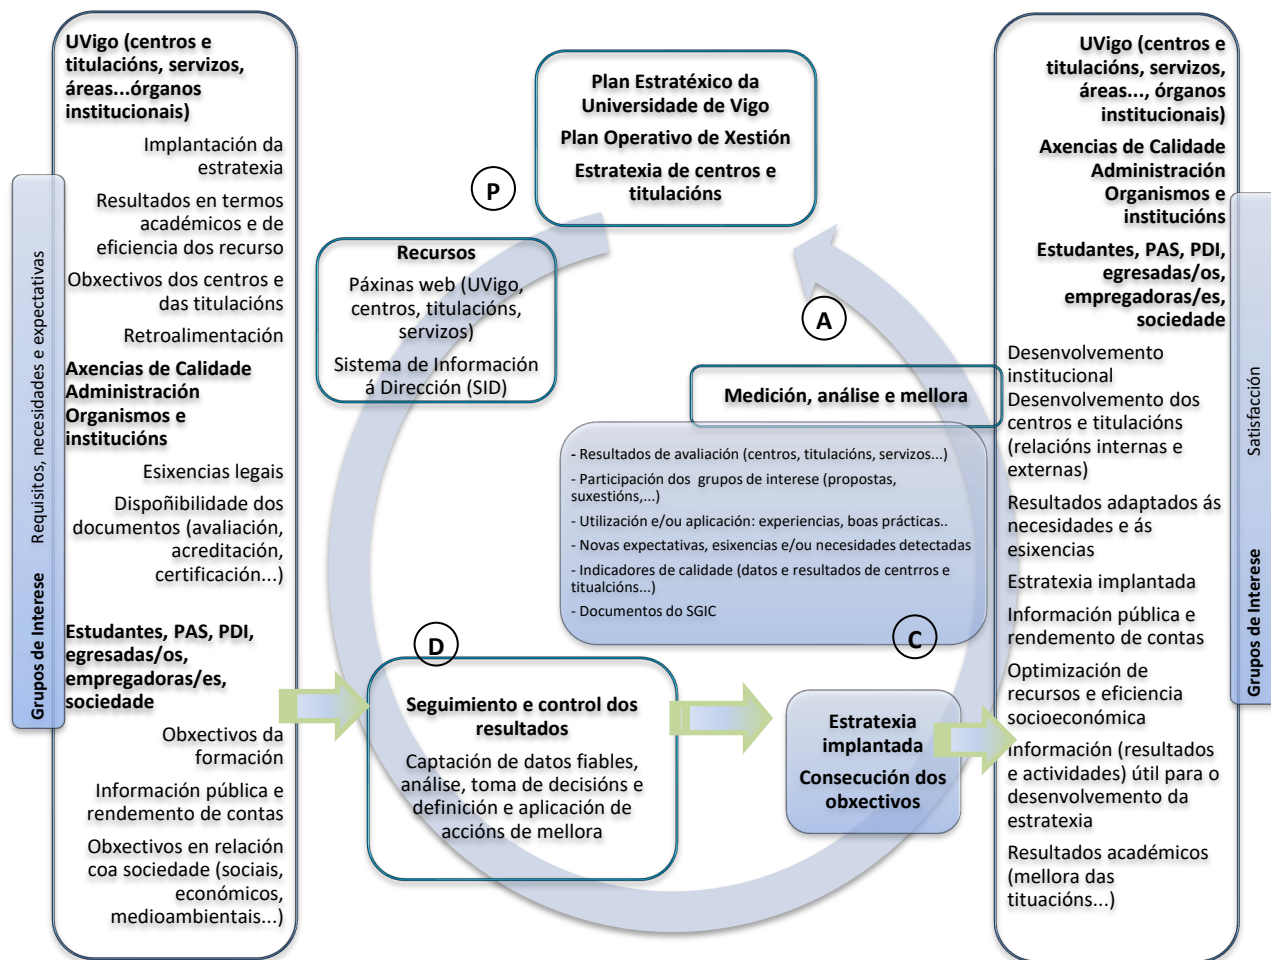 UVigo (centros e
titulacións, servizos,
áreas...órganos
institucionais)
Implantación da
estratexia
Resultados en termos
académicos e de
eficiencia dos recurso
Obxectivos dos centros e
das titulacións
Retroalimentación
Axencias de Calidade
Administración
Organismos e
institucións
Esixencias legais
Dispoñibilidade dos
documentos (avaliación,
acreditación,
certificación...)
Estudantes, PAS, PDI,
egresadas/os,
empregadoras/es,
sociedade
Obxectivos da
formación
Información pública e
rendemento de contas
Obxectivos en relación
coa sociedade (sociais,
económicos,
medioambientais...)
Grupos de Interese Requisitos, necesidades e expectativas
Plan Estratéxico da
Universidade de Vigo
Plan Operativo de Xestión
Estratexia de centros e
titulacións
P
Recursos
Páxinas web (UVigo,
centros, titulacións,
servizos)
Sistema de Información
á Dirección (SID)
A
Medición, análise e mellora
- Resultados de avaliación (centros, titulacións, servizos...)
- Participación dos grupos de interese (propostas,
suxestións,...)
- Utilización e/ou aplicación: experiencias, boas prácticas..
- Novas expectativas, esixencias e/ou necesidades detectadas
- Indicadores de calidade (datos e resultados de centrros e
titualcións...)
- Documentos do SGIC
D
Seguimiento e control dos
resultados
Captación de datos fiables,
análise, toma de decisións e
definición e aplicación de
accións de mellora
C
Estratexia
implantada
Consecución dos
obxectivos
UVigo (centros e
titulacións, servizos,
áreas..., órganos
institucionais)
Axencias de Calidade
Administración
Organismos e
institucións
Estudantes, PAS, PDI,
egresadas/os,
empregadoras/es,
sociedade
Desenvolvemento
institucional
Desenvolvemento dos
centros e titulacións
(relacións internas e
externas)
Resultados adaptados ás
necesidades e ás
esixencias
Estratexia implantada
Información pública e
rendemento de contas
Optimización de
recursos e eficiencia
socioeconómica
Información (resultados
e actividades) útil para o
desenvolvemento da
estratexia
Resultados académicos
(mellora das
tituacións...)
Grupos de Interese Satisfacción